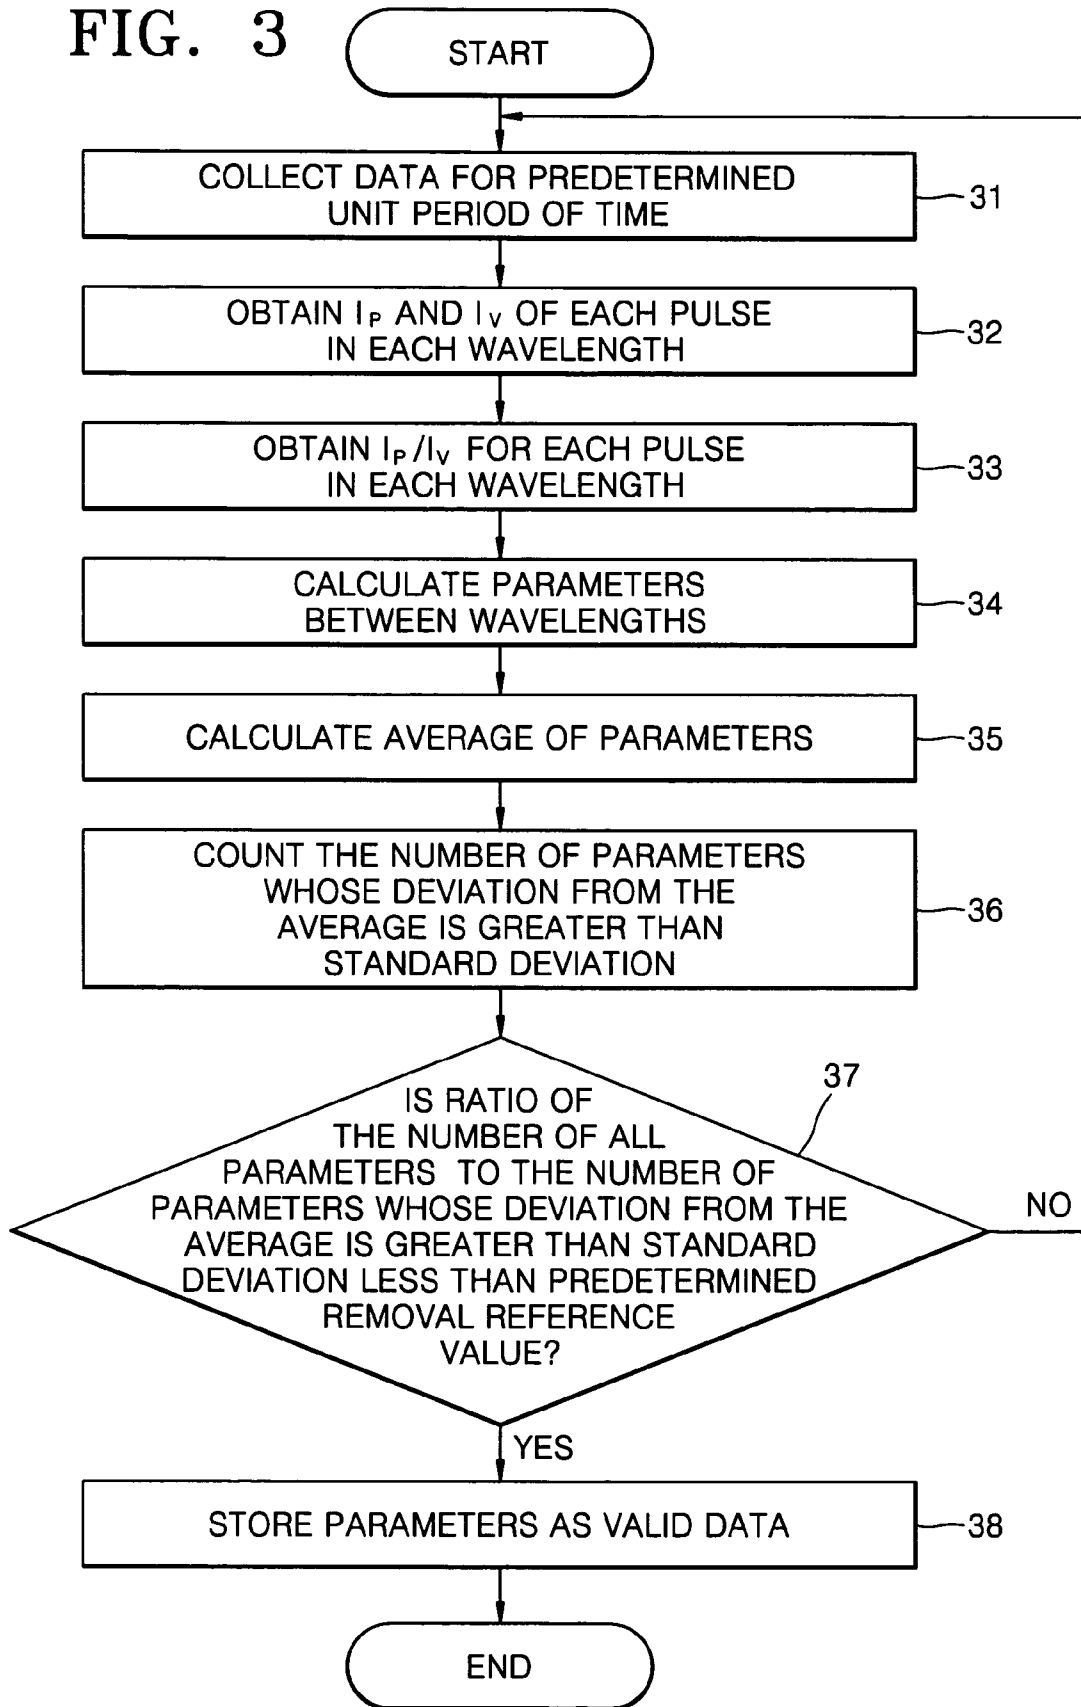 FIG. 3
START
COLLECT DATA FOR PREDETERMINED
UNIT PERIOD OF TIME
31
OBTAIN IP AND IV OF EACH PULSE
IN EACH WAVELENGTH
32
OBTAIN IP/IV FOR EACH PULSE
IN EACH WAVELENGTH
33
CALCULATE PARAMETERS
BETWEEN WAVELENGTHS
34
CALCULATE AVERAGE OF PARAMETERS
35
COUNT THE NUMBER OF PARAMETERS
WHOSE DEVIATION FROM THE
AVERAGE IS GREATER THAN
STANDARD DEVIATION
36
37
IS RATIO OF
THE NUMBER OF ALL
PARAMETERS TO THE NUMBER OF
PARAMETERS WHOSE DEVIATION FROM THE
AVERAGE IS GREATER THAN STANDARD
DEVIATION LESS THAN PREDETERMINED
REMOVAL REFERENCE
VALUE?
NO
YES
STORE PARAMETERS AS VALID DATA
38
END